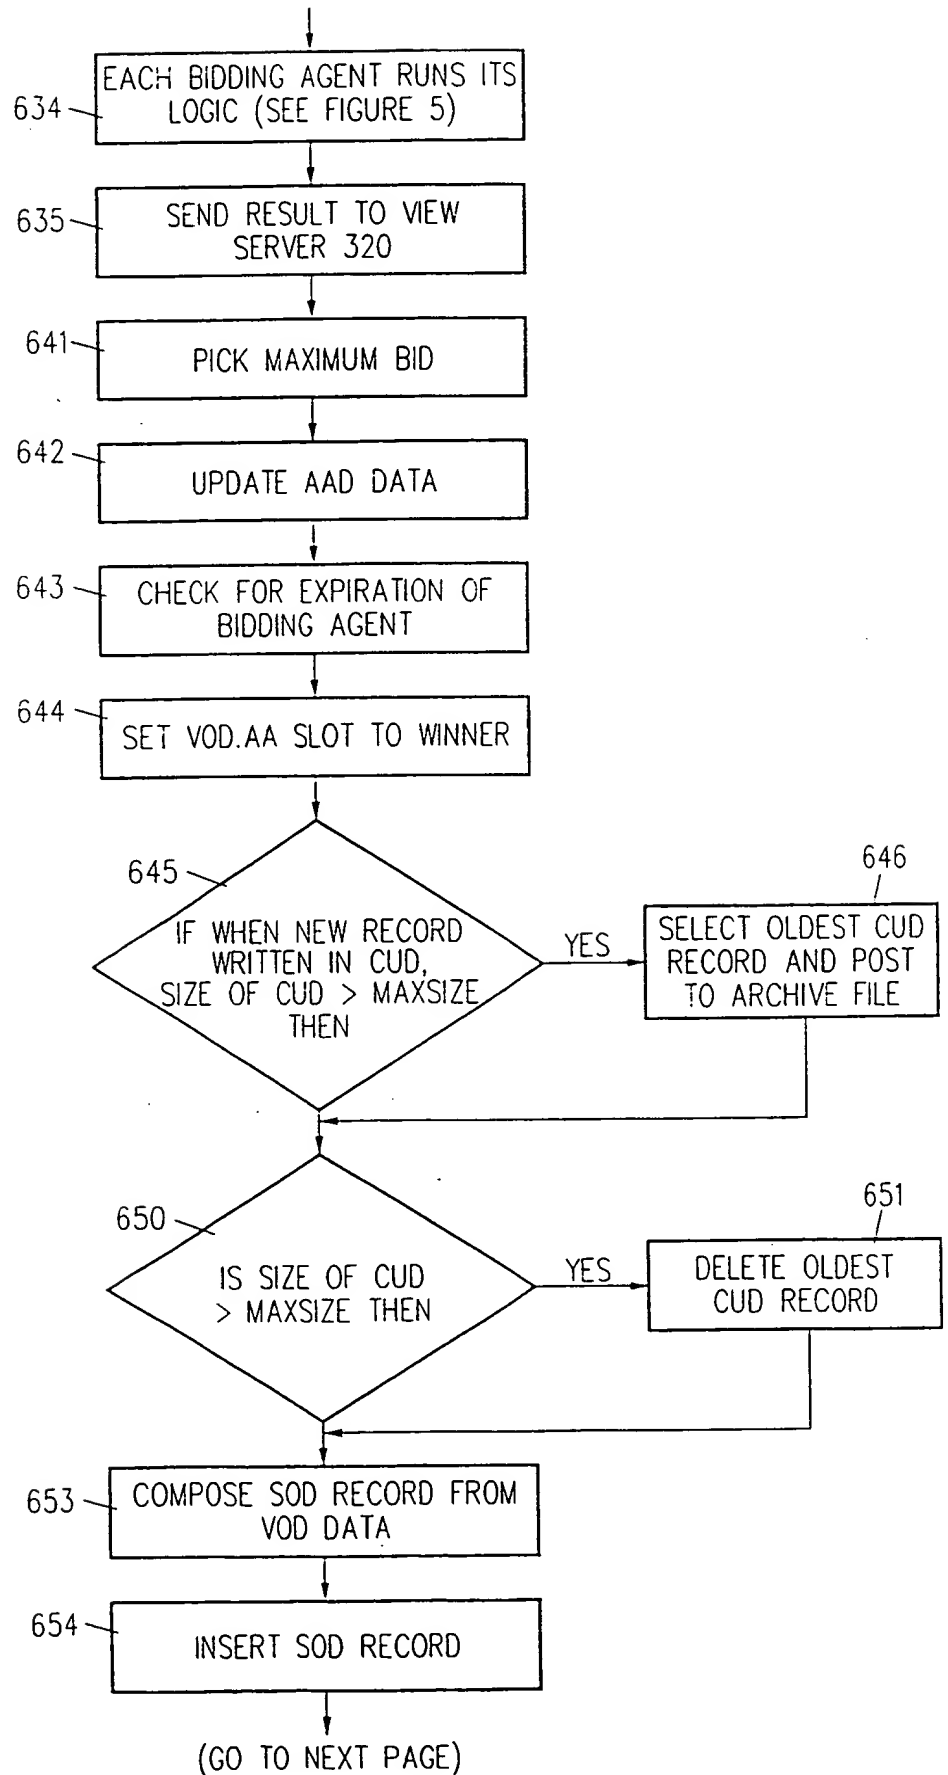 EACH BIDDING AGENT RUNS ITS
LOGIC (SEE FIGURE 5)
634
SEND RESULT TO VIEW
SERVER 320
635
641
PICK MAXIMUM BID
642
UPDATE AAD DATA
643
CHECK FOR EXPIRATION OF
BIDDING AGENT
644
SET VOD.AA SLOT TO WINNER
645
IF WHEN NEW RECORD
WRITTEN IN CUD,
SIZE OF CUD > MAXSIZE
THEN
YES
646
SELECT OLDEST CUD
RECORD AND POST
TO ARCHIVE FILE
650
IS SIZE OF CUD
> MAXSIZE THEN
YES
651
DELETE OLDEST
CUD RECORD
653
COMPOSE SOD RECORD FROM
VOD DATA
654
INSERT SOD RECORD
(GO TO NEXT PAGE)